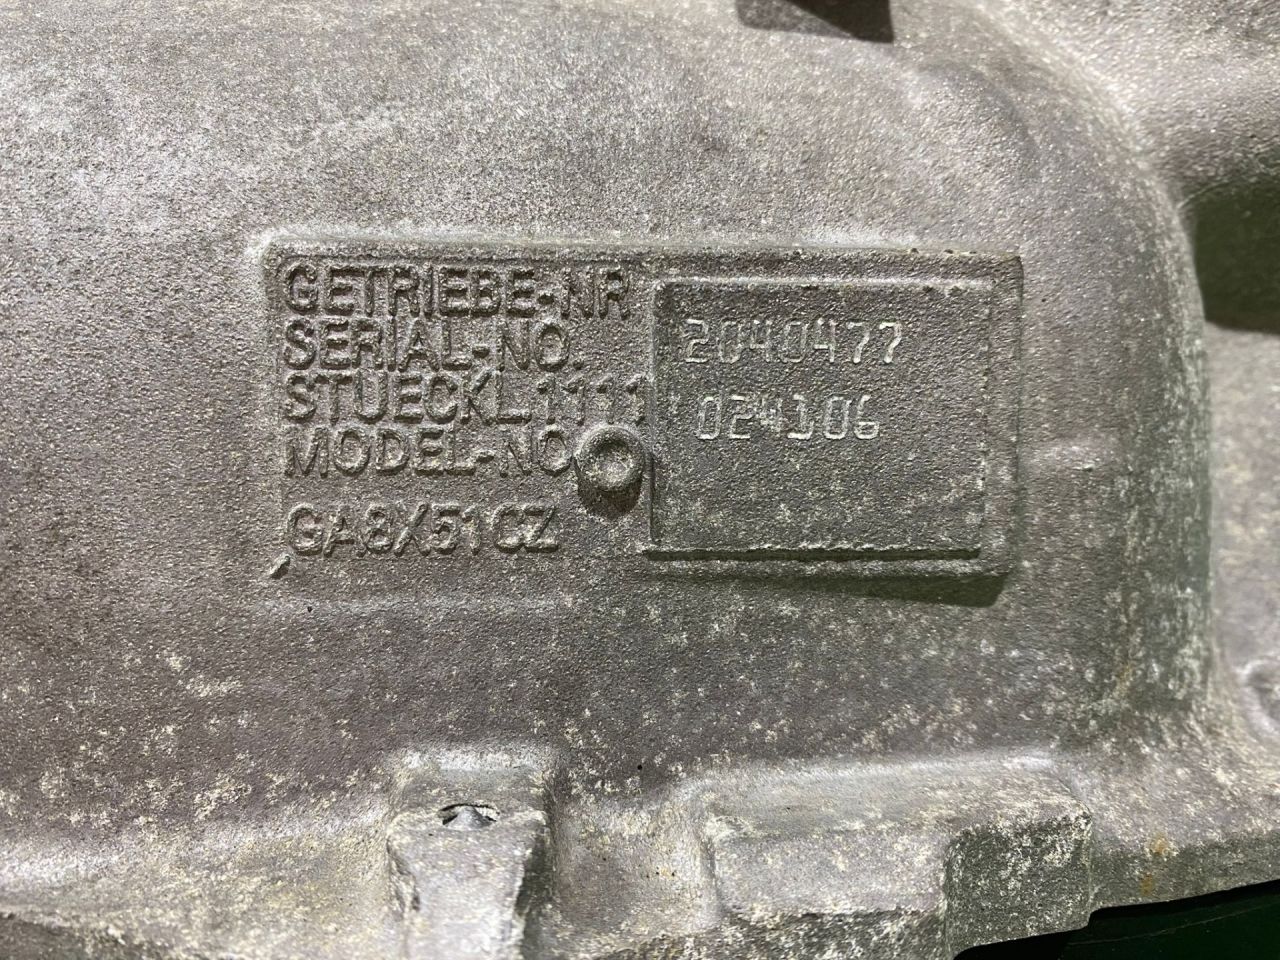 GETRIEBE-NR
SERIAL-NO.
2040477
STUECKL.1111
MODEL-NO
024106
GA8X51CZ